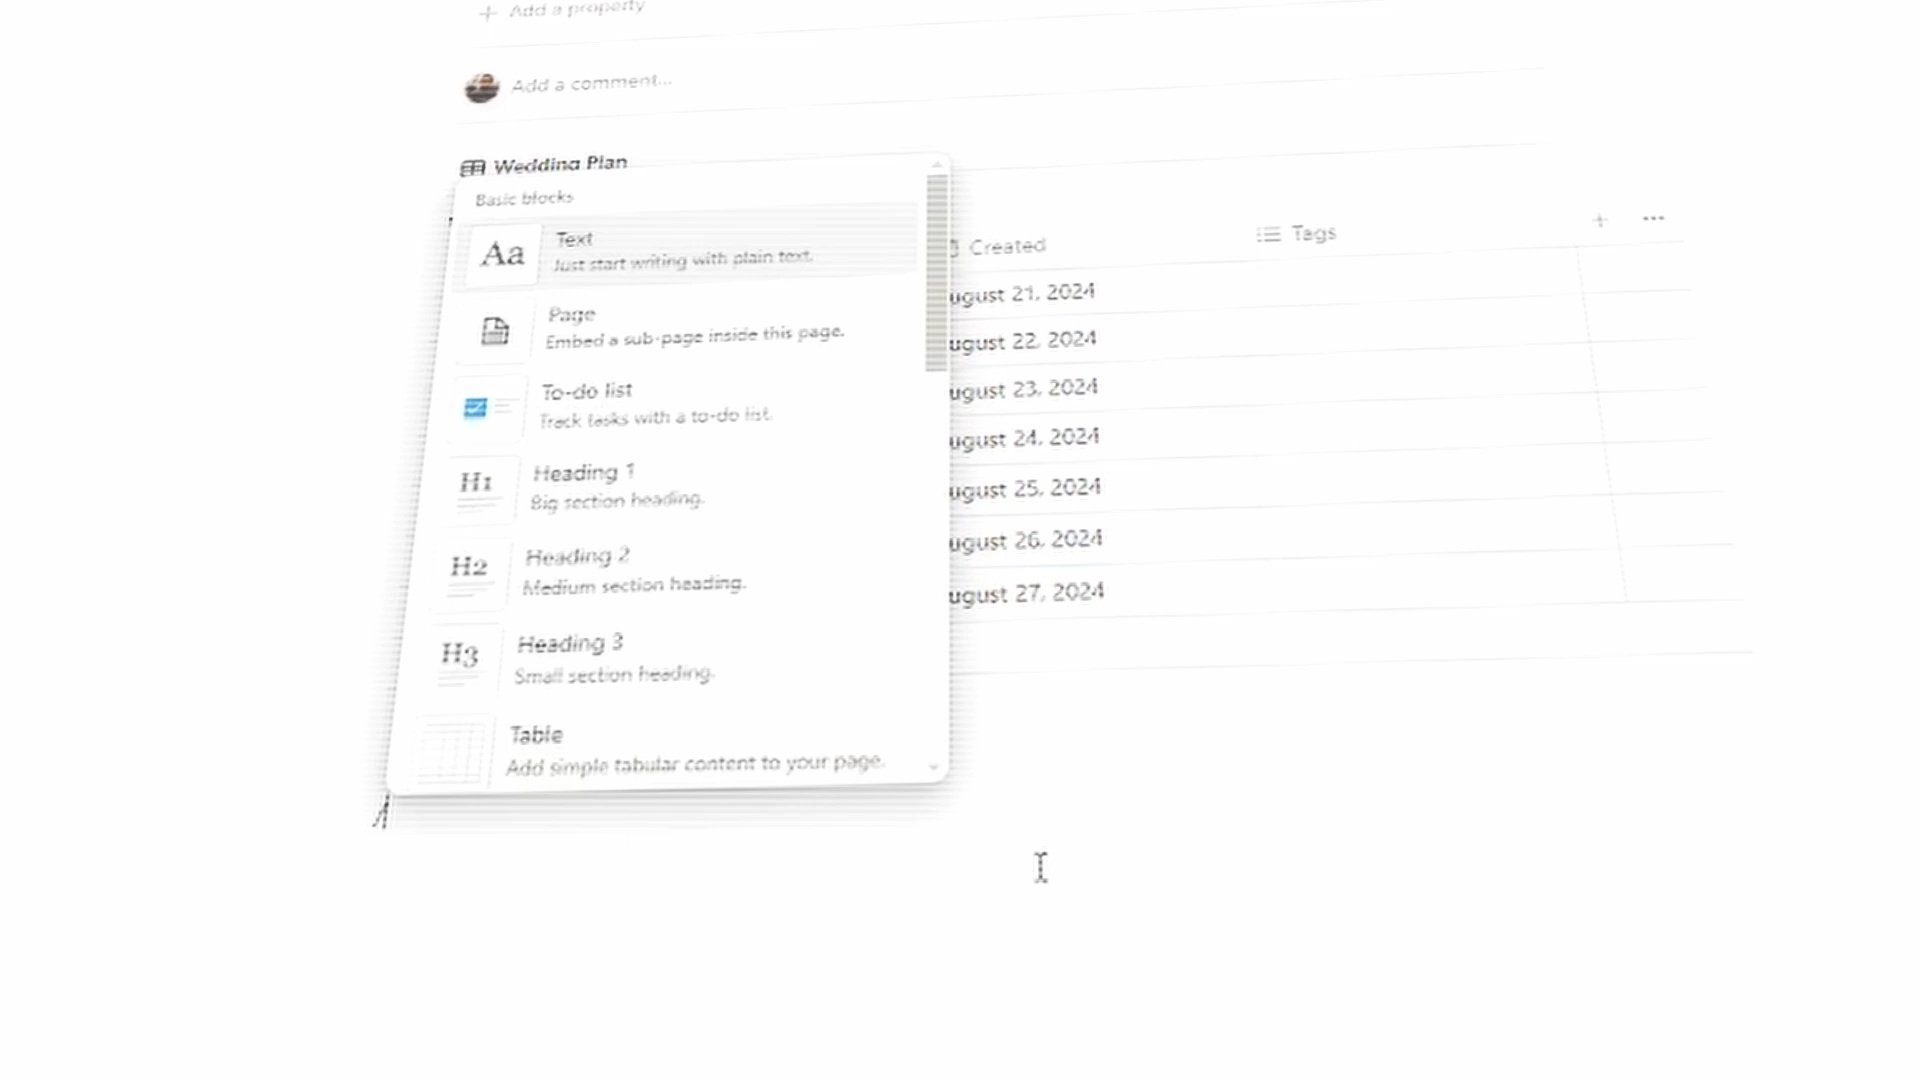 Add a property
Add a comment...
Wedding Plan
Basic blocks
Aa
Text
Just start writing with plain text.
Page
Embed a sub-page inside this page.
To-do list
Track tasks with a to-do list.
H1
Heading 1
Big section heading.
H2
Heading 2
Medium section heading.
H3
Heading 3
Small section heading.
Table
Add simple tabular content to your page.
/
Created
Tags
ugust 21, 2024
ugust 22, 2024
ugust 23, 2024
ugust 24, 2024
ugust 25, 2024
ugust 26, 2024
ugust 27, 2024